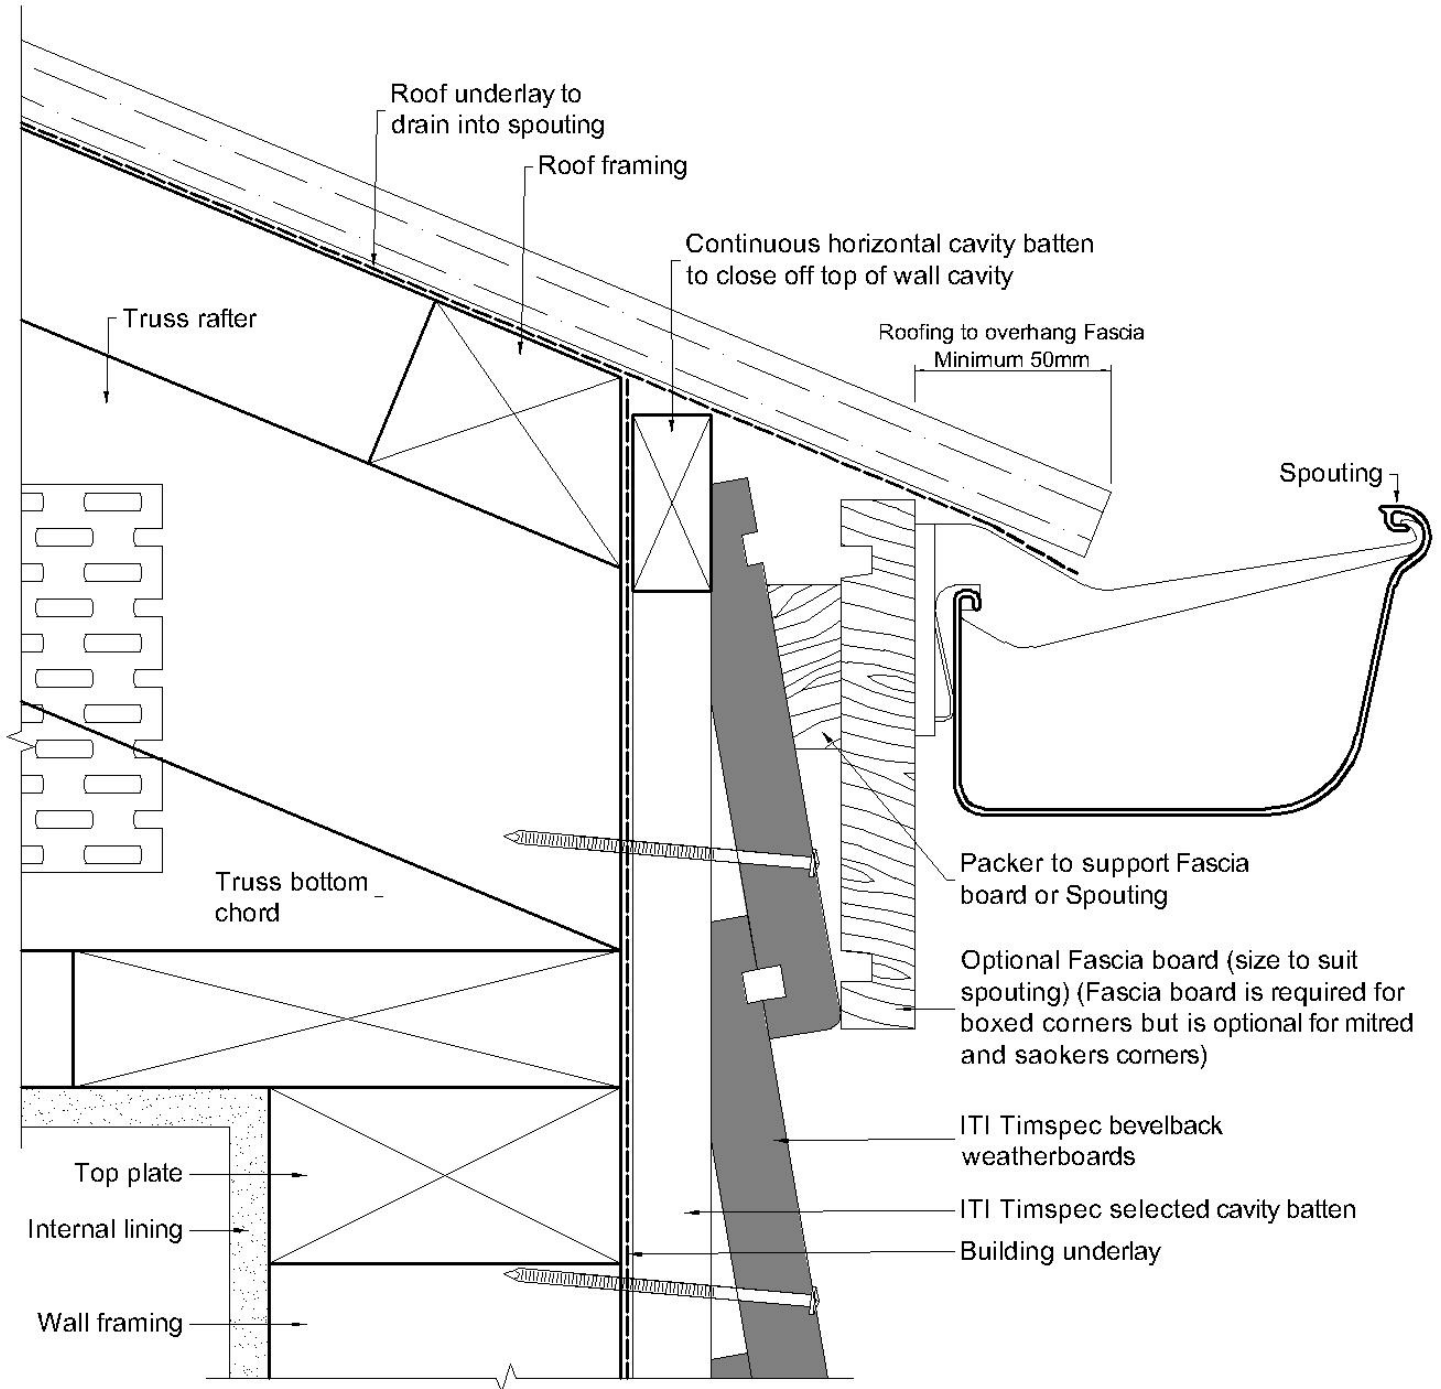 Roof underlay to
drain into spouting
Roof framing
Continuous horizontal cavity batten
to close off top of wall cavity
Truss rafter
Roofing to overhang Fascia
Minimum 50mm
Spouting
Packer to support Fascia
board or Spouting
Truss bottom
chord
Optional Fascia board (size to suit
spouting) (Fascia board is required for
boxed corners but is optional for mitred
and saokers corners)
ITI Timspec bevelback
weatherboards
Top plate
ITI Timspec selected cavity batten
Internal lining
Building underlay
Wall framing